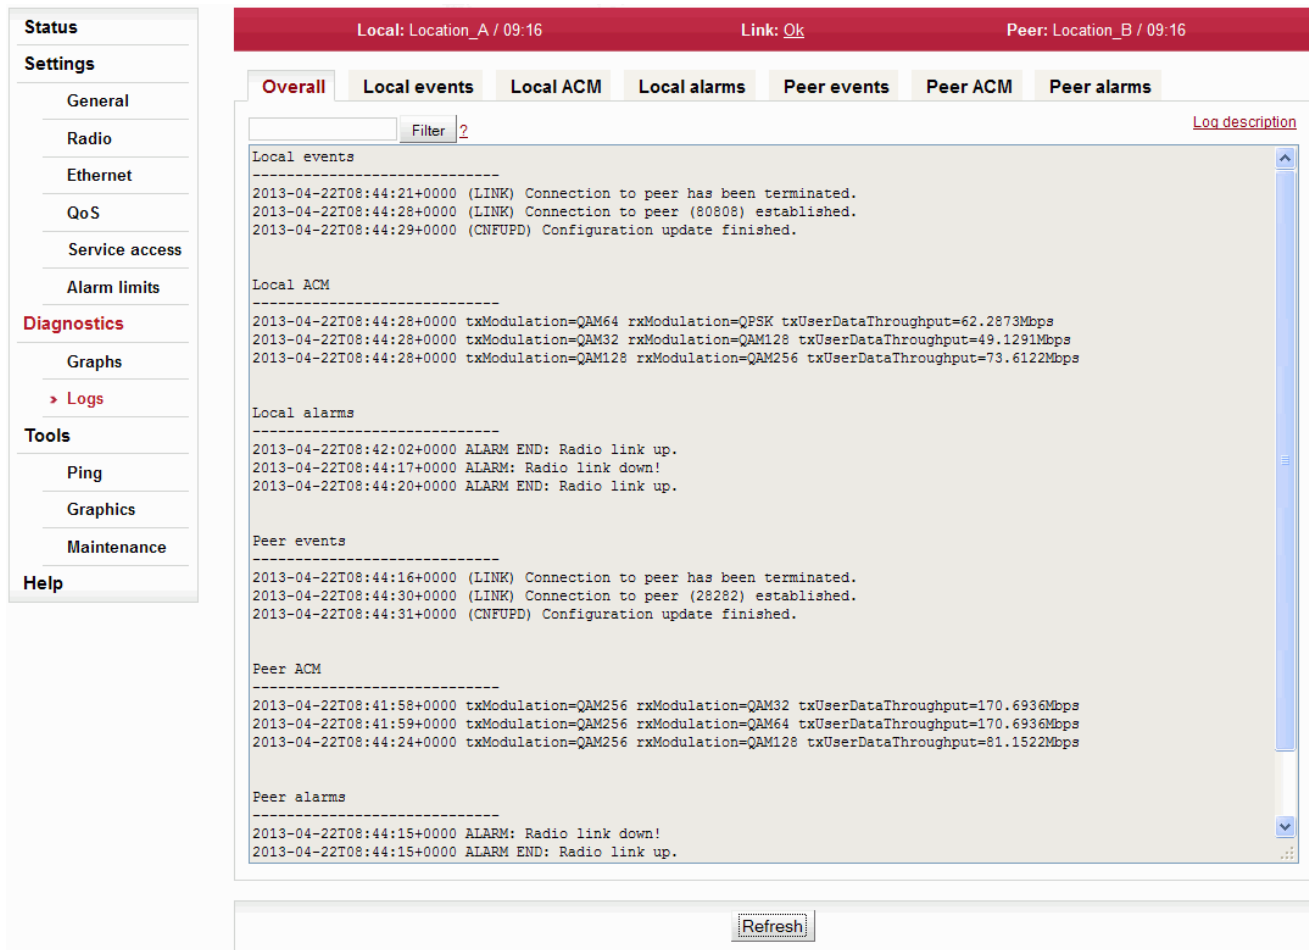 Status
Settings
General
Radio
Ethernet
QoS
Service access
Alarm limits
Diagnostics
Graphs
Logs
Tools
Ping
Graphics
Maintenance
Help
Local: Location_A / 09:16 Link: Ok Peer: Location_B / 09:16
Overall Local events Local ACM Local alarms Peer events Peer ACM Peer alarms
Filter ? Log description
Local events
-----------------------------
2013-04-22T08:44:21+0000 (LINK) Connection to peer has been terminated.
2013-04-22T08:44:28+0000 (LINK) Connection to peer (80808) established.
2013-04-22T08:44:29+0000 (CNFUPD) Configuration update finished.
Local ACM
-----------------------------
2013-04-22T08:44:28+0000 txModulation=QAM64 rxModulation=QPSK txUserDataThroughput=62.2873Mbps
2013-04-22T08:44:28+0000 txModulation=QAM32 rxModulation=QAM128 txUserDataThroughput=49.1291Mbps
2013-04-22T08:44:28+0000 txModulation=QAM128 rxModulation=QAM256 txUserDataThroughput=73.6122Mbps
Local alarms
-----------------------------
2013-04-22T08:42:02+0000 ALARM END: Radio link up.
2013-04-22T08:44:17+0000 ALARM: Radio link down!
2013-04-22T08:44:20+0000 ALARM END: Radio link up.
Peer events
-----------------------------
2013-04-22T08:44:16+0000 (LINK) Connection to peer has been terminated.
2013-04-22T08:44:30+0000 (LINK) Connection to peer (28282) established.
2013-04-22T08:44:31+0000 (CNFUPD) Configuration update finished.
Peer ACM
-----------------------------
2013-04-22T08:41:58+0000 txModulation=QAM256 rxModulation=QAM32 txUserDataThroughput=170.6936Mbps
2013-04-22T08:41:59+0000 txModulation=QAM256 rxModulation=QAM64 txUserDataThroughput=170.6936Mbps
2013-04-22T08:44:24+0000 txModulation=QAM256 rxModulation=QAM128 txUserDataThroughput=81.1522Mbps
Peer alarms
-----------------------------
2013-04-22T08:44:15+0000 ALARM: Radio link down!
2013-04-22T08:44:15+0000 ALARM END: Radio link up.
Refresh